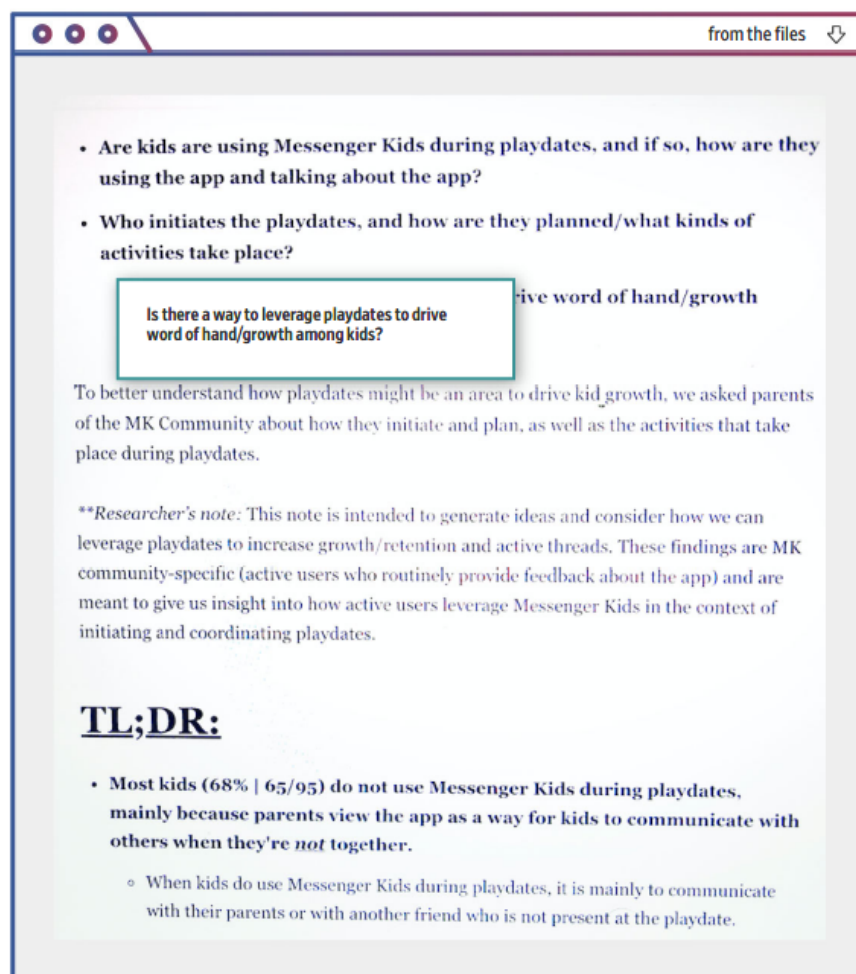 from the files
• Are kids are using Messenger Kids during playdates, and if so, how are they
using the app and talking about the app?
• Who initiates the playdates, and how are they planned/what kinds of
activities take place?
rive word of hand/growth
Is there a way to leverage playdates to drive
word of hand/growth among kids?
To better understand how playdates might be an area to drive kid growth, we asked parents
of the MK Community about how they initiate and plan, as well as the activities that take
place during playdates.
**Researcher's note: This note is intended to generate ideas and consider how we can
leverage playdates to increase growth/retention and active threads. These findings are MK
community-specific (active users who routinely provide feedback about the app) and are
meant to give us insight into how active users leverage Messenger Kids in the context of
initiating and coordinating playdates.
TL;DR:
• Most kids (68% | 65/95) do not use Messenger Kids during playdates,
mainly because parents view the app as a way for kids to communicate with
others when they're not together.
◦ When kids do use Messenger Kids during playdates, it is mainly to communicate
with their parents or with another friend who is not present at the playdate.